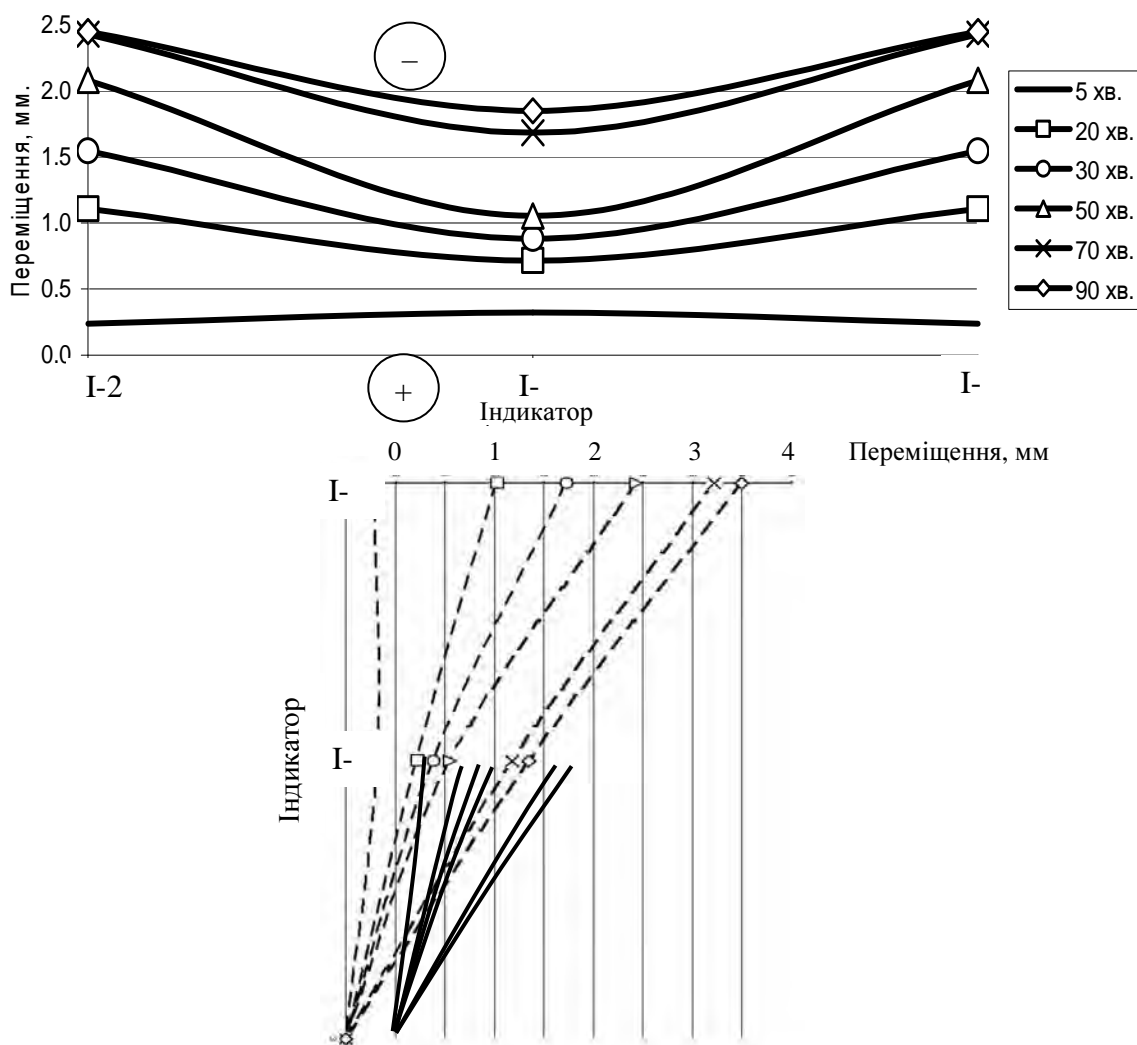 2.5
2.0
1.5
1.0
0.5
0.0
Переміщення, мм.
–
+
I-2
I-
I-
Індикатор
5 хв.
20 хв.
30 хв.
50 хв.
70 хв.
90 хв.
0 1 2 3 4 Переміщення, мм
I-
I-
Індикатор